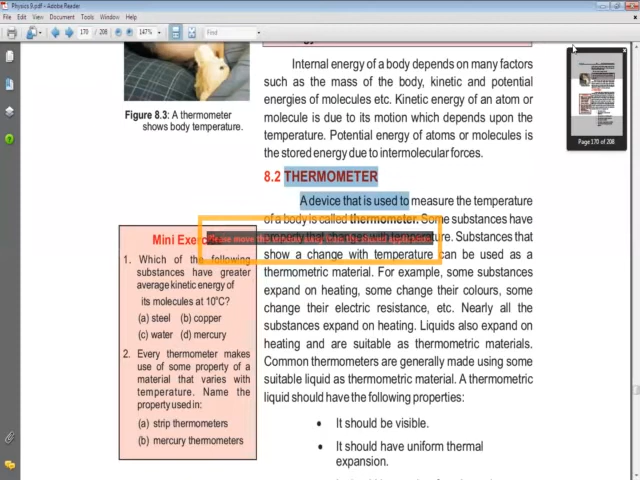 Physics 9.pdf - Adobe Reader
File Edit View Document Tools Window Help
170 / 208 147% Find
Page 170 of 208
Internal energy of a body depends on many factors
such as the mass of the body, kinetic and potential
energies of molecules etc. Kinetic energy of an atom or
molecule is due to its motion which depends upon the
temperature. Potential energy of atoms or molecules is
the stored energy due to intermolecular forces.
Figure 8.3: A thermometer
shows body temperature.
8.2 THERMOMETER
A device that is used to measure the temperature
of a body is called thermometer. Some substances have
property that changes with temperature. Substances that
show a change with temperature can be used as a
thermometric material. For example, some substances
expand on heating, some change their colours, some
change their electric resistance, etc. Nearly all the
substances expand on heating. Liquids also expand on
heating and are suitable as thermometric materials.
Common thermometers are generally made using some
suitable liquid as thermometric material. A thermometric
liquid should have the following properties:
• It should be visible.
• It should have uniform thermal
expansion.
Mini Exerc
1. Which of the following
substances have greater
average kinetic energy of
its molecules at 10°C?
(a) steel (b) copper
(c) water (d) mercury
2. Every thermometer makes
use of some property of a
material that varies with
temperature. Name the
property used in:
(a) strip thermometers
(b) mercury thermometers